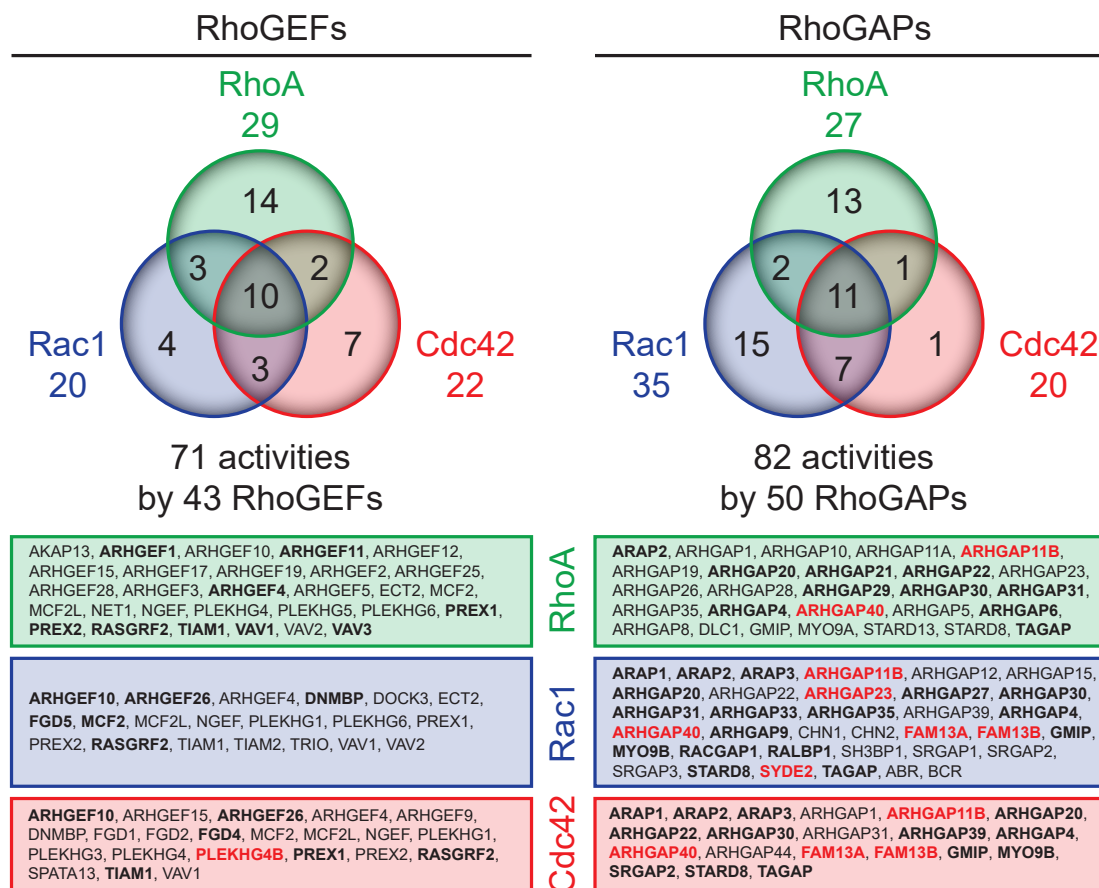 RhoGEFs
RhoA
29
14
3
2
10
Rac1
20
4
7
3
Cdc42
22
71 activities
by 43 RhoGEFs
RhoGAPs
RhoA
27
13
2
1
11
Rac1
35
15
1
7
Cdc42
20
82 activities
by 50 RhoGAPs
AKAP13, ARHGEF1, ARHGEF10, ARHGEF11, ARHGEF12,
ARHGEF15, ARHGEF17, ARHGEF19, ARHGEF2, ARHGEF25,
ARHGEF28, ARHGEF3, ARHGEF4, ARHGEF5, ECT2, MCF2,
MCF2L, NET1, NGEF, PLEKHG4, PLEKHG5, PLEKHG6, PREX1,
PREX2, RASGRF2, TIAM1, VAV1, VAV2, VAV3
RhoA
ARAP2, ARHGAP1, ARHGAP10, ARHGAP11A, ARHGAP11B,
ARHGAP19, ARHGAP20, ARHGAP21, ARHGAP22, ARHGAP23,
ARHGAP26, ARHGAP28, ARHGAP29, ARHGAP30, ARHGAP31,
ARHGAP35, ARHGAP4, ARHGAP40, ARHGAP5, ARHGAP6,
ARHGAP8, DLC1, GMIP, MYO9A, STARD13, STARD8, TAGAP
ARHGEF10, ARHGEF26, ARHGEF4, DNMBP, DOCK3, ECT2,
FGD5, MCF2, MCF2L, NGEF, PLEKHG1, PLEKHG6, PREX1,
PREX2, RASGRF2, TIAM1, TIAM2, TRIO, VAV1, VAV2
Rac1
ARAP1, ARAP2, ARAP3, ARHGAP11B, ARHGAP12, ARHGAP15,
ARHGAP20, ARHGAP22, ARHGAP23, ARHGAP27, ARHGAP30,
ARHGAP31, ARHGAP33, ARHGAP35, ARHGAP39, ARHGAP4,
ARHGAP40, ARHGAP9, CHN1, CHN2, FAM13A, FAM13B, GMIP,
MYO9B, RACGAP1, RALBP1, SH3BP1, SRGAP1, SRGAP2,
SRGAP3, STARD8, SYDE2, TAGAP, ABR, BCR
ARHGEF10, ARHGEF15, ARHGEF26, ARHGEF4, ARHGEF9,
DNMBP, FGD1, FGD2, FGD4, MCF2, MCF2L, NGEF, PLEKHG1,
PLEKHG3, PLEKHG4, PLEKHG4B, PREX1, PREX2, RASGRF2,
SPATA13, TIAM1, VAV1
Cdc42
ARAP1, ARAP2, ARAP3, ARHGAP1, ARHGAP11B, ARHGAP20,
ARHGAP22, ARHGAP30, ARHGAP31, ARHGAP39, ARHGAP4,
ARHGAP40, ARHGAP44, FAM13A, FAM13B, GMIP, MYO9B,
SRGAP2, STARD8, TAGAP